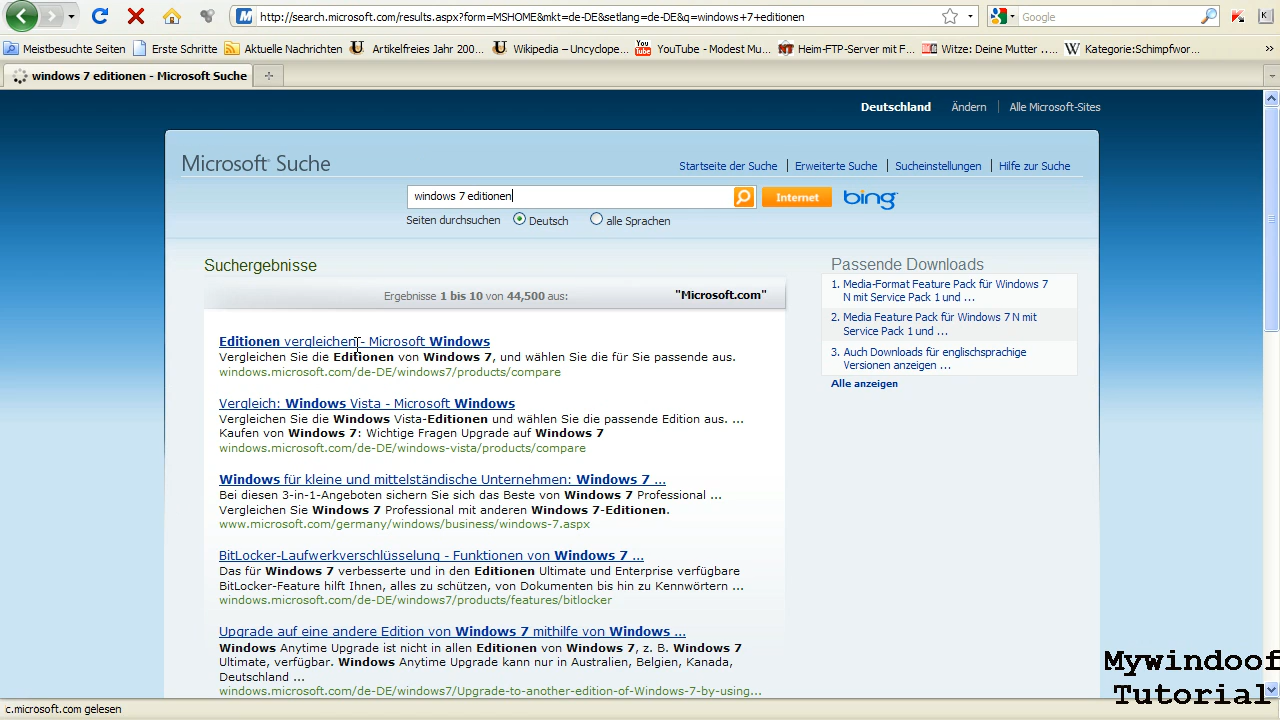 http://search.microsoft.com/results.aspx?form=MSHOME&mkt=de-DE&setlang=de-DE&q=windows+7+editionen
Google
Meistbesuchte Seiten
Erste Schritte
Aktuelle Nachrichten
Artikelfreies Jahr 200...
Wikipedia – Uncyclope...
YouTube - Modest Mu...
Heim-FTP-Server mit F...
Witze: Deine Mutter ....
Kategorie:Schimpfwor...
windows 7 editionen - Microsoft Suche
Deutschland Ändern Alle Microsoft-Sites
Microsoft Suche
Startseite der Suche Erweiterte Suche Sucheinstellungen Hilfe zur Suche
windows 7 editionen
Internet
bing
Seiten durchsuchen Deutsch alle Sprachen
Suchergebnisse
Ergebnisse 1 bis 10 von 44,500 aus: "Microsoft.com"
Editionen vergleichen - Microsoft Windows
Vergleichen Sie die Editionen von Windows 7, und wählen Sie die für Sie passende aus.
windows.microsoft.com/de-DE/windows7/products/compare
Vergleich: Windows Vista - Microsoft Windows
Vergleichen Sie die Windows Vista-Editionen und wählen Sie die passende Edition aus. ...
Kaufen von Windows 7: Wichtige Fragen Upgrade auf Windows 7
windows.microsoft.com/de-DE/windows-vista/products/compare
Windows für kleine und mittelständische Unternehmen: Windows 7 ...
Bei diesen 3-in-1-Angeboten sichern Sie sich das Beste von Windows 7 Professional ...
Vergleichen Sie Windows 7 Professional mit anderen Windows 7-Editionen.
www.microsoft.com/germany/windows/business/windows-7.aspx
BitLocker-Laufwerkverschlüsselung - Funktionen von Windows 7 ...
Das für Windows 7 verbesserte und in den Editionen Ultimate und Enterprise verfügbare
BitLocker-Feature hilft Ihnen, alles zu schützen, von Dokumenten bis hin zu Kennwörtern ...
windows.microsoft.com/de-DE/windows7/products/features/bitlocker
Upgrade auf eine andere Edition von Windows 7 mithilfe von Windows ...
Windows Anytime Upgrade ist nicht in allen Editionen von Windows 7, z. B. Windows 7
Ultimate, verfügbar. Windows Anytime Upgrade kann nur in Australien, Belgien, Kanada,
Deutschland ...
windows.microsoft.com/de-DE/windows7/Upgrade-to-another-edition-of-Windows-7-by-using...
Passende Downloads
1. Media-Format Feature Pack für Windows 7
N mit Service Pack 1 und ...
2. Media Feature Pack für Windows 7 N mit
Service Pack 1 und ...
3. Auch Downloads für englischsprachige
Versionen anzeigen ...
Alle anzeigen
Mywindoof
Tutorial
c.microsoft.com gelesen